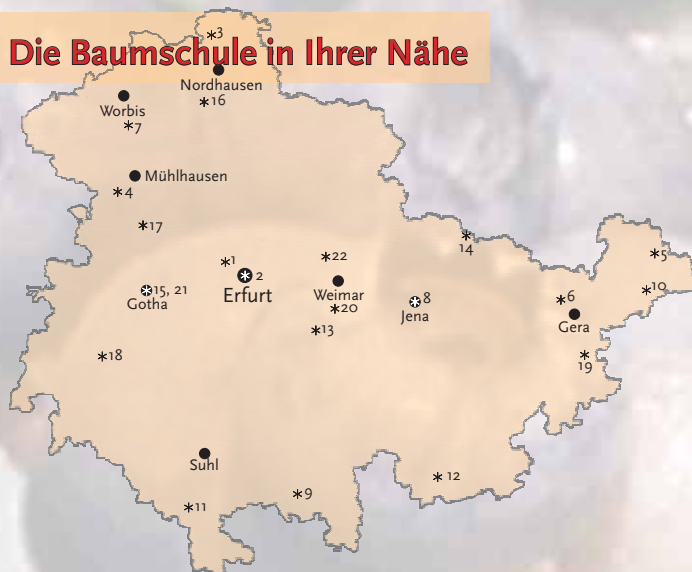 *3
Die Baumschule in Ihrer Nähe
Nordhausen
*16
Worbis
*7
Mühlhausen
*4
*17
14
*5
*1
*22
* 2
Erfurt
*15, 21
Gotha
Weimar
*20
*8
Jena
*10
*6
Gera
*13
*18
19
Suhl
*12
*9
*11